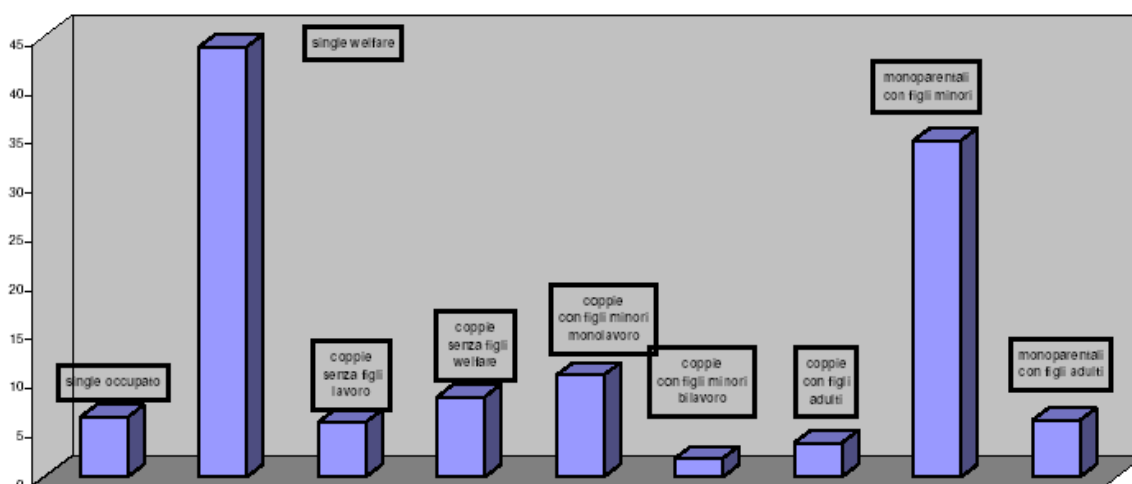 45
40
35
30
25
20
15
10
5
0
single occupato
single welfare
coppie
senza figli
lavoro
coppie
senza figli
welfare
coppie
con figli minori
monolavoro
coppie
con figli minori
bilavoro
coppie
con figli
adulti
monoparentali
con figli minori
monoparentali
con figli adulti